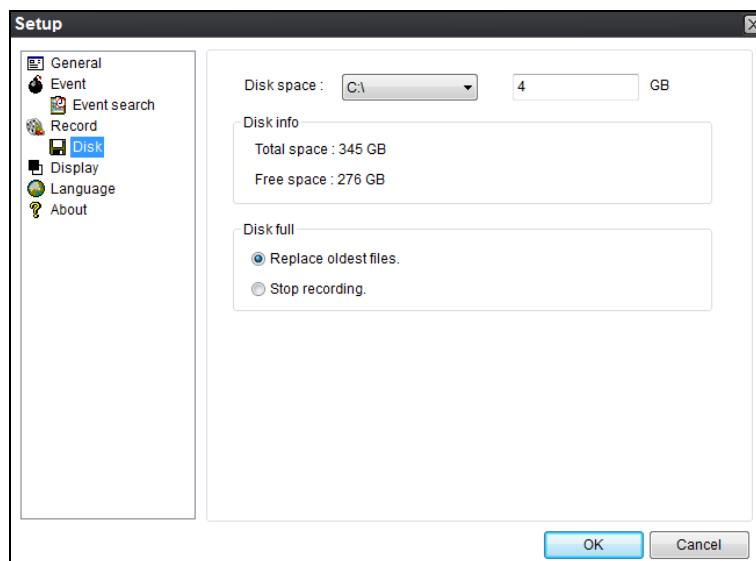 Setup
General
Event
Event search
Record
Disk
Display
Language
About
Disk space :
C:\
4
GB
Disk info
Total space : 345 GB
Free space : 276 GB
Disk full
Replace oldest files.
Stop recording.
OK
Cancel